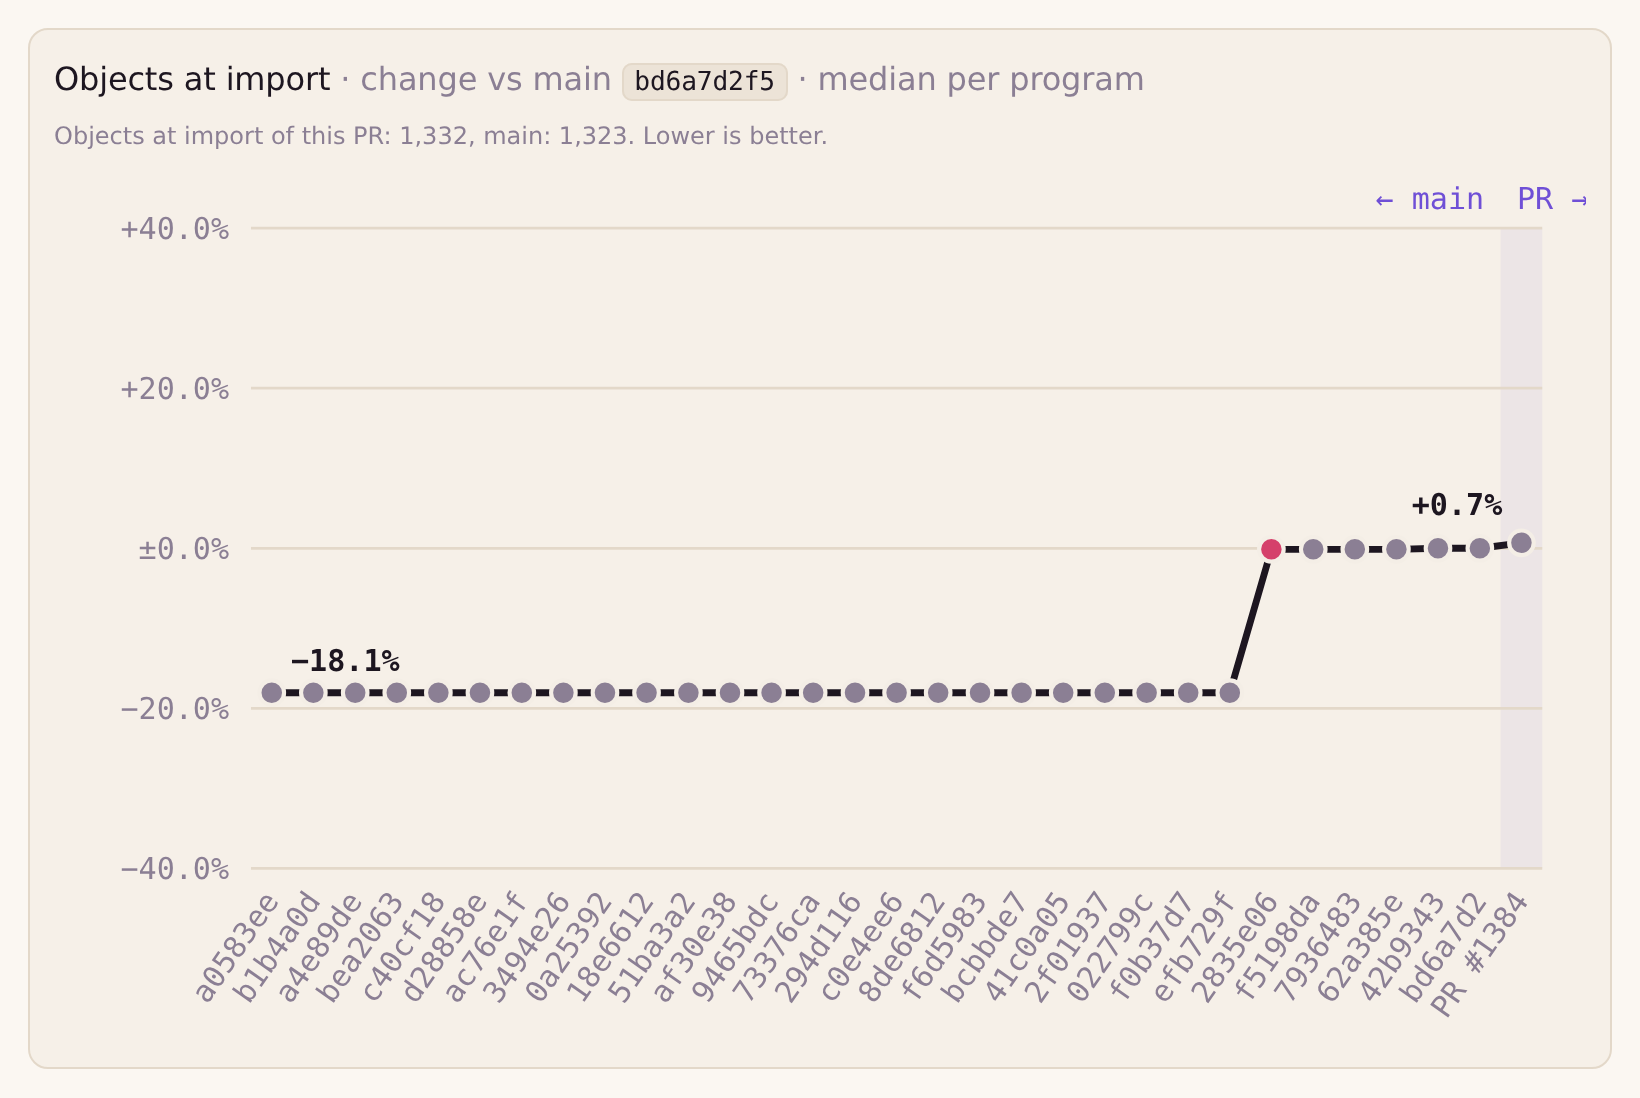 Objects at import · change vs main bd6a7d2f5 · median per program
Objects at import of this PR: 1,332, main: 1,323. Lower is better.
← main PR →
+40.0%
+20.0%
+0.7%
±0.0%
−18.1%
−20.0%
−40.0%
a0583ee
b1b4a0d
a4e89de
bea2063
c40cf18
d28858e
ac76e1f
3494e26
0a25392
18e6612
51ba3a2
af30e38
9465bdc
73376ca
294d116
c0e4ee6
8de6812
f6d5983
bcbbde7
41c0a05
2f01937
022799c
f0b37d7
efb729f
2835e06
f5198da
7936483
62a385e
42b9343
bd6a7d2
PR #1384